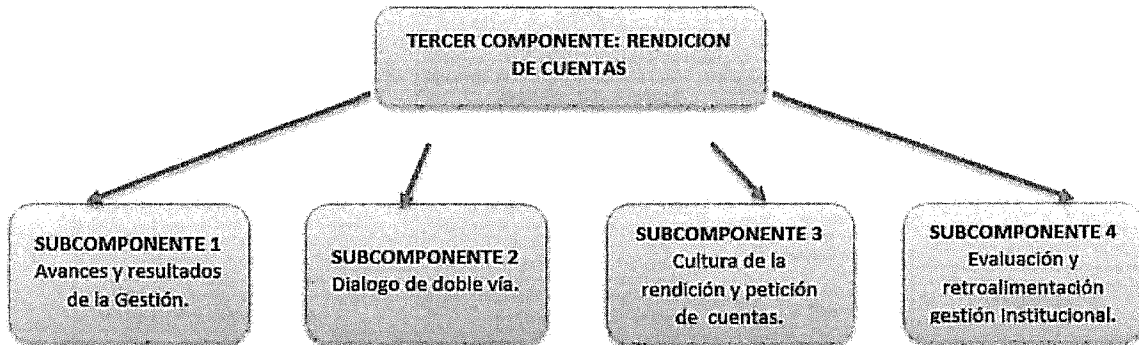 TERCER COMPONENTE: RENDICION
DE CUENTAS
SUBCOMPONENTE 1
Avances y resultados
de la Gestión.
SUBCOMPONENTE 2
Dialogo de doble vía.
SUBCOMPONENTE 3
Cultura de la
rendición y petición
de cuentas.
SUBCOMPONENTE 4
Evaluación y
retroalimentación
gestión Institucional.